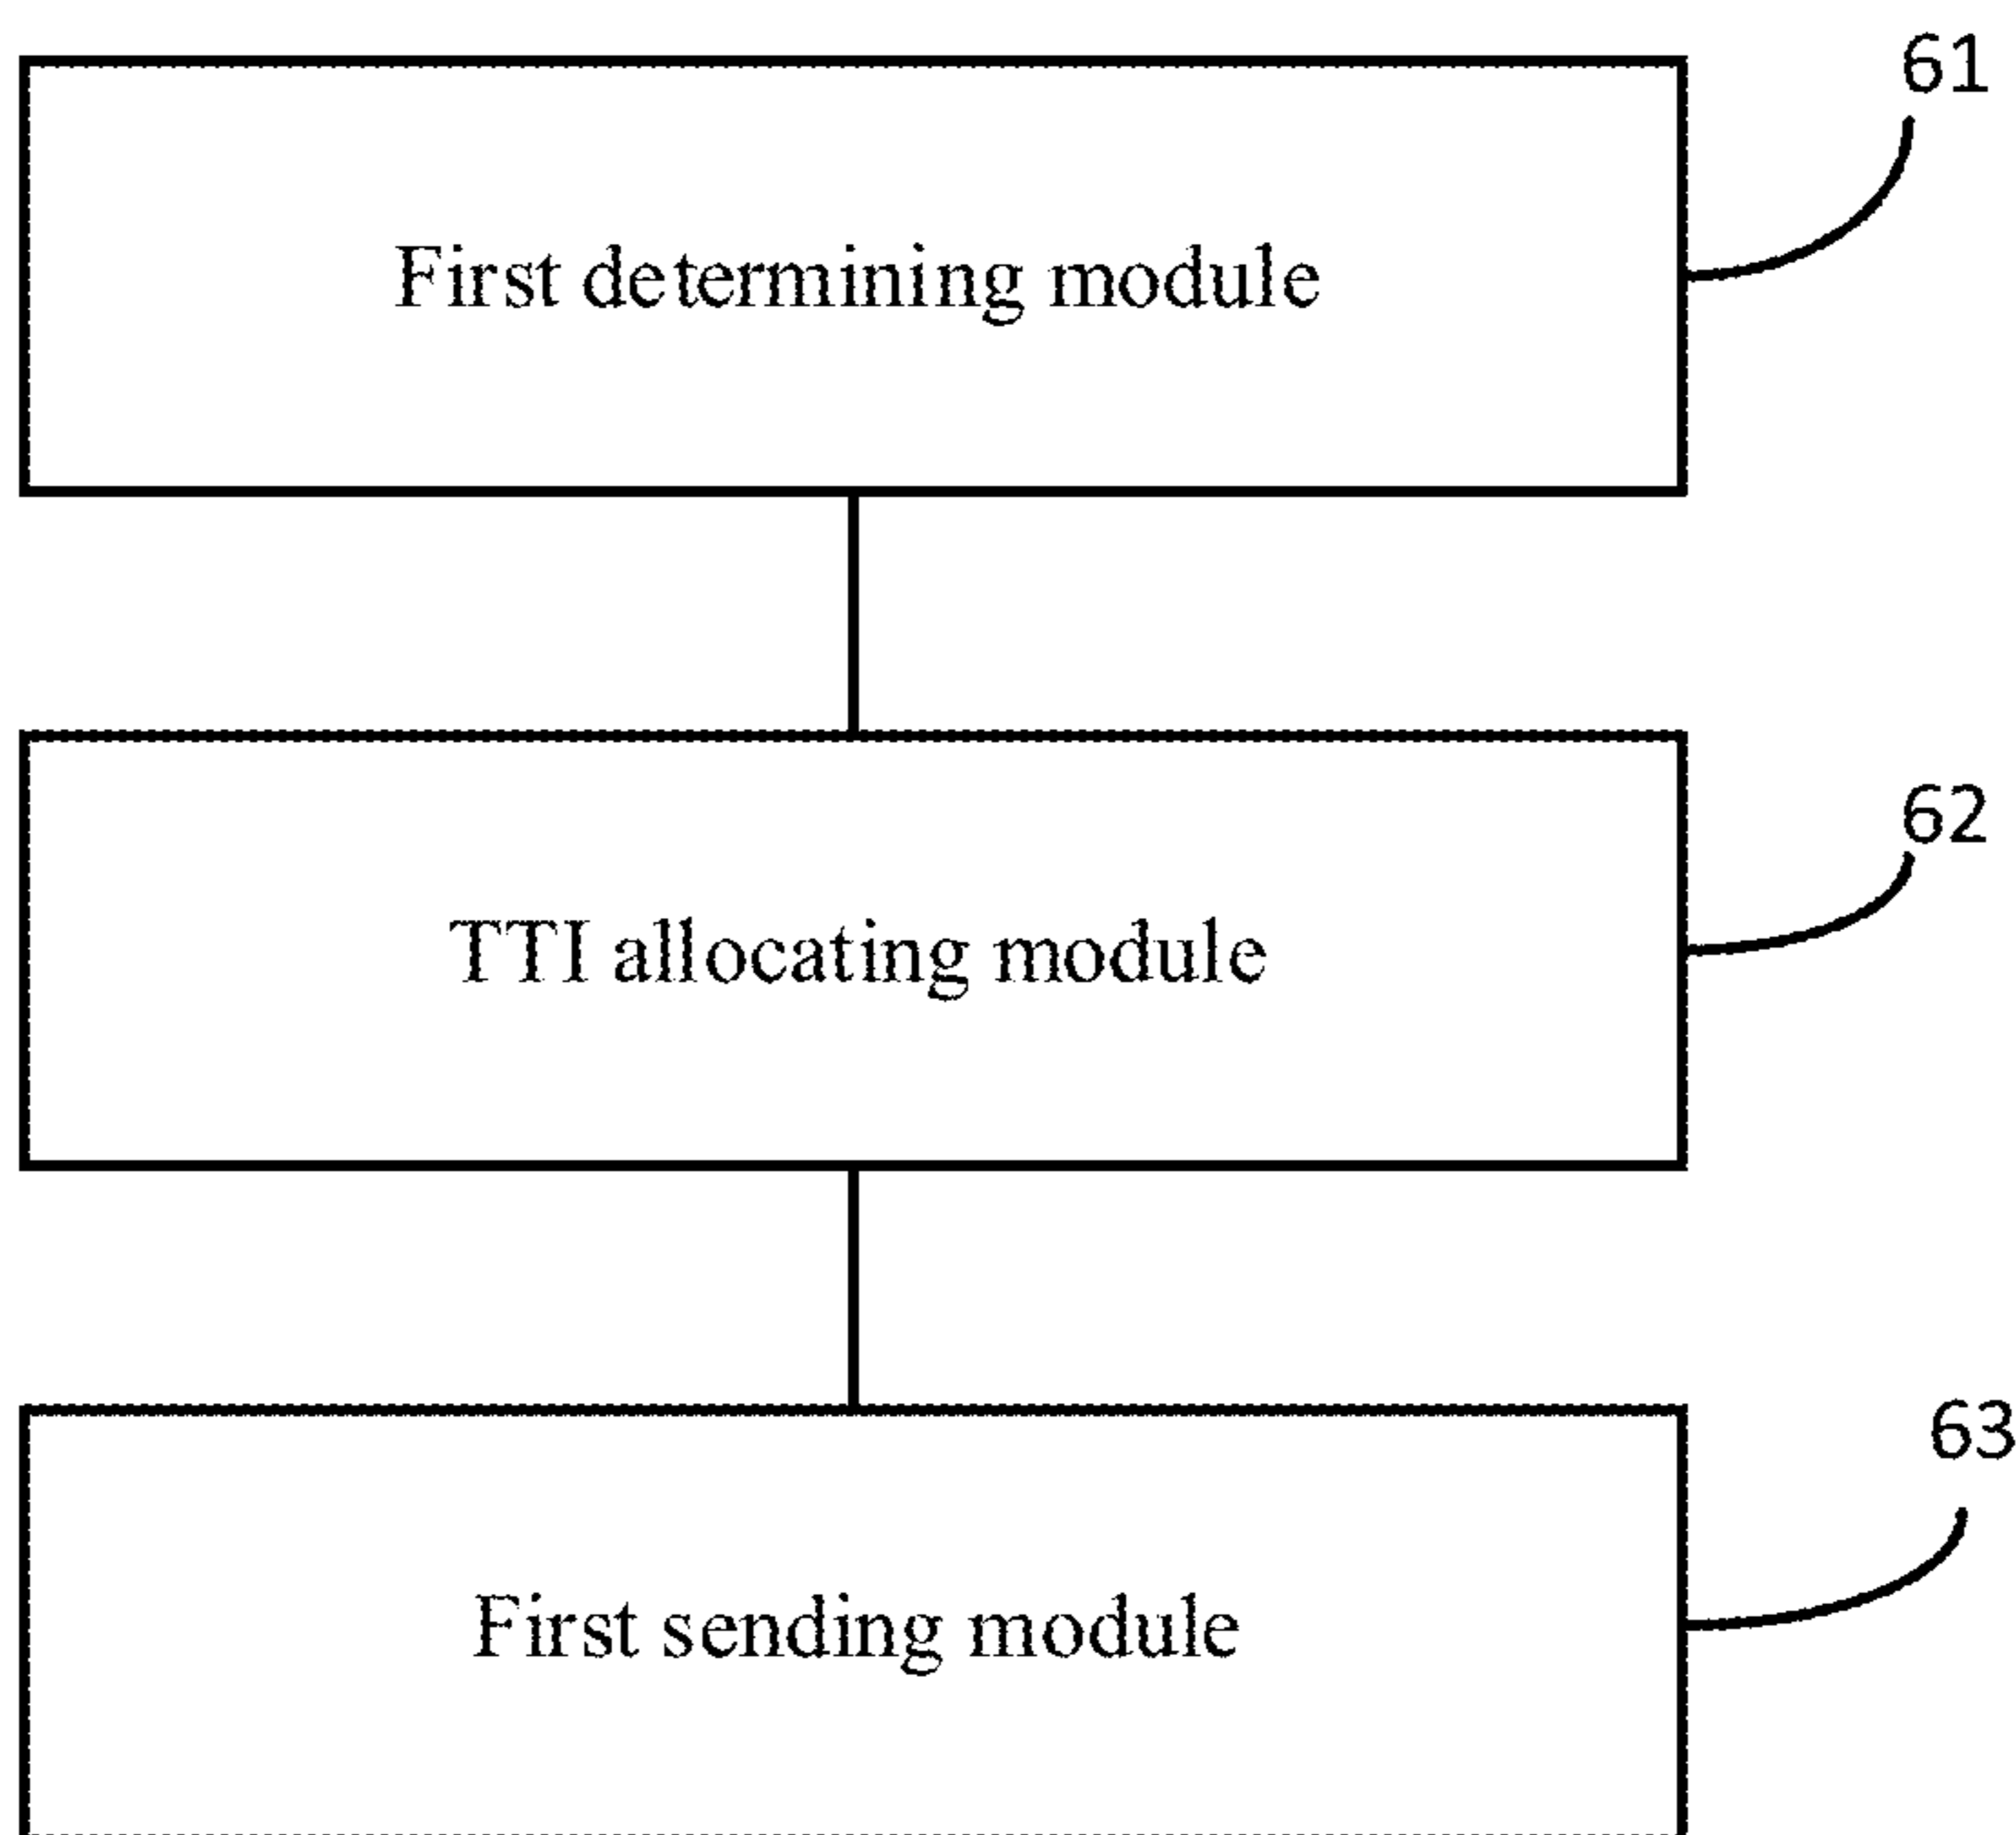 61
First determining module
62
TTI allocating module
63
First sending module